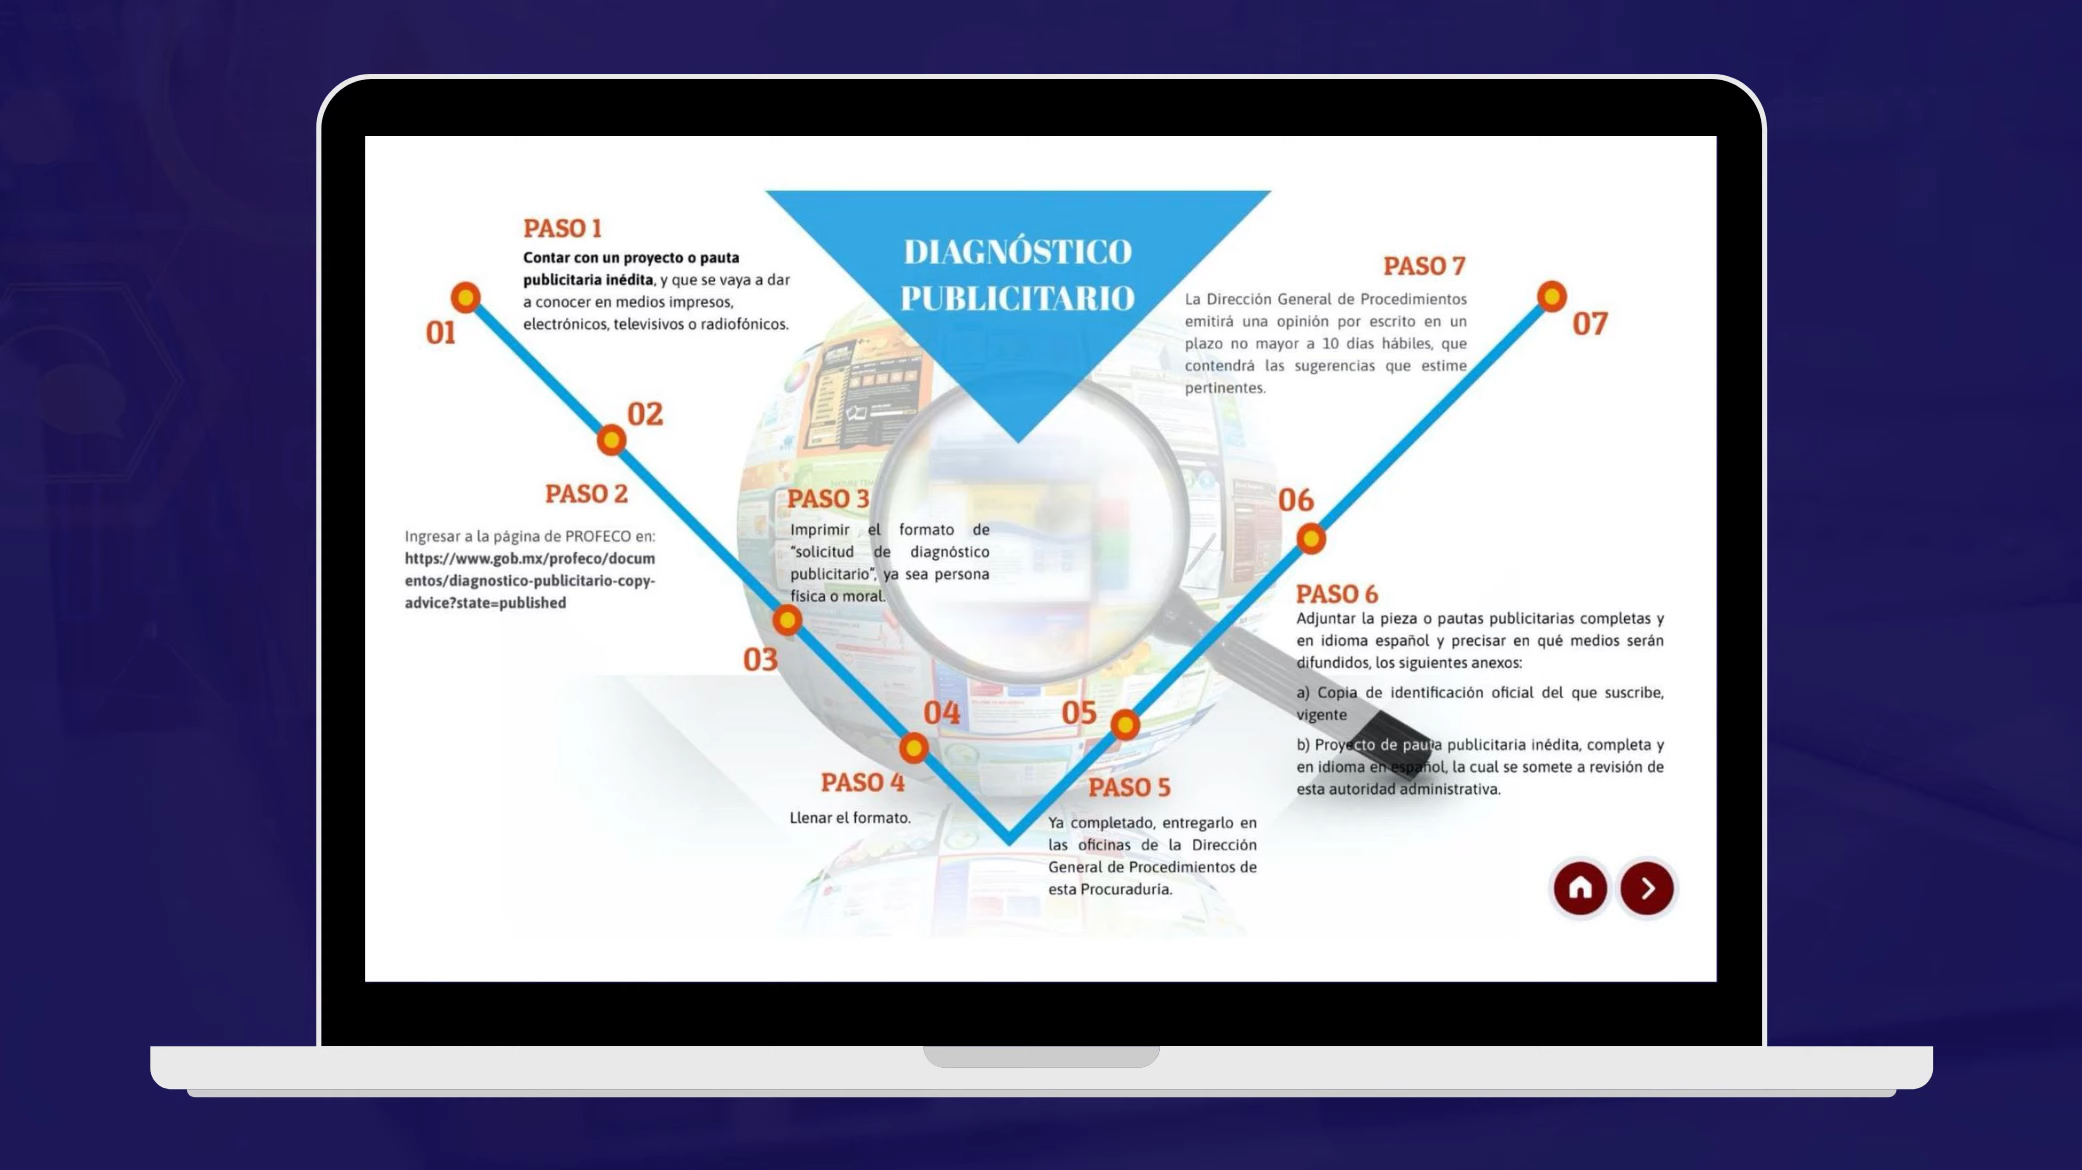 DIAGNÓSTICO
PUBLICITARIO
PASO 1
Contar con un proyecto o pauta
publicitaria inédita, y que se vaya a dar
a conocer en medios impresos,
electrónicos, televisivos o radiofónicos.
01
02
PASO 2
Ingresar a la página de PROFECO en:
https://www.gob.mx/profeco/docum
entos/diagnostico-publicitario-copy-
advice?state=published
PASO 3
Imprimir el formato de
“solicitud de diagnóstico
publicitario”, ya sea persona
física o moral.
03
04
PASO 4
Llenar el formato.
05
PASO 5
Ya completado, entregarlo en
las oficinas de la Dirección
General de Procedimientos de
esta Procuraduría.
06
PASO 6
Adjuntar la pieza o pautas publicitarias completas y
en idioma español y precisar en qué medios serán
difundidos, los siguientes anexos:
a) Copia de identificación oficial del que suscribe,
vigente
b) Proyecto de pauta publicitaria inédita, completa y
en idioma en español, la cual se somete a revisión de
esta autoridad administrativa.
PASO 7
La Dirección General de Procedimientos
emitirá una opinión por escrito en un
plazo no mayor a 10 días hábiles, que
contendrá las sugerencias que estime
pertinentes.
07